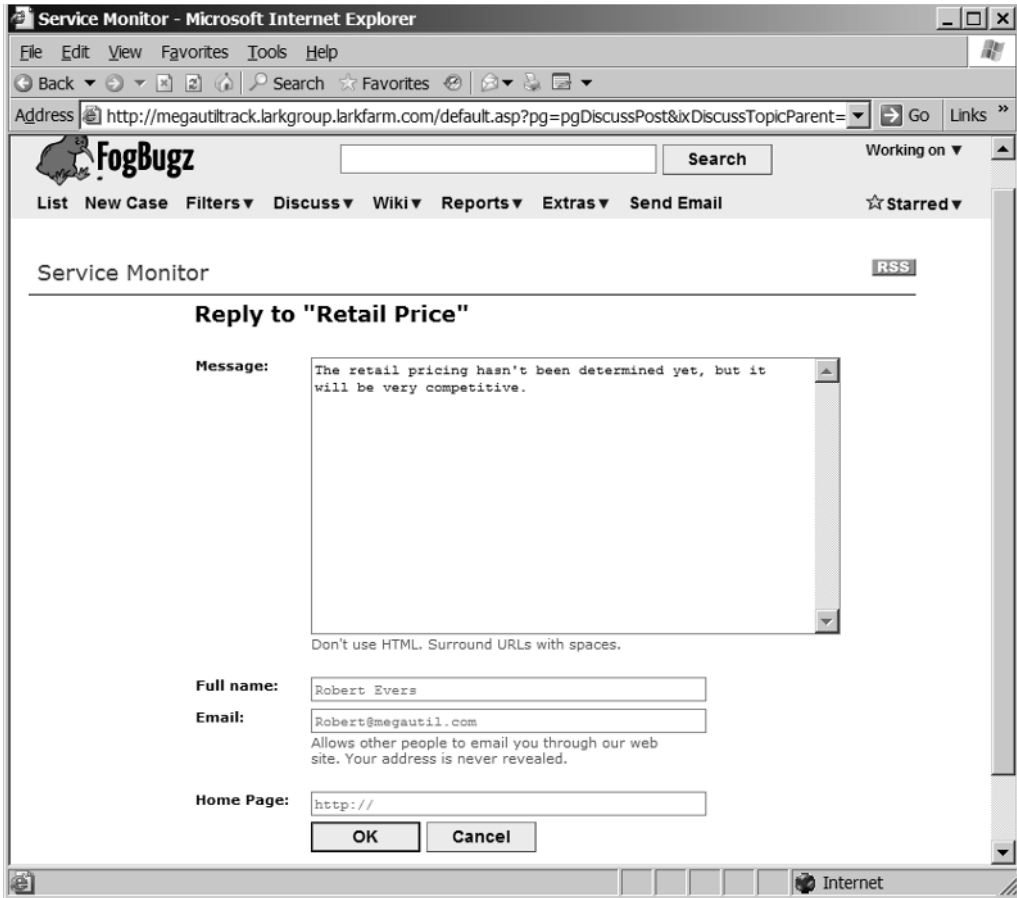 Service Monitor - Microsoft Internet Explorer
File Edit View Favorites Tools Help
Back Search Favorites
Address http://megautiltrack.larkgroup.larkfarm.com/default.asp?pg=pgDiscussPost&ixDiscussTopicParent= Go Links »
FogBugz Search Working on ▼
List New Case Filters ▼ Discuss ▼ Wiki ▼ Reports ▼ Extras ▼ Send Email ☆ Starred ▼
Service Monitor RSS
Reply to "Retail Price"
Message: The retail pricing hasn't been determined yet, but it
will be very competitive.
Don't use HTML. Surround URLs with spaces.
Full name: Robert Evers
Email: Robert@megautil.com
Allows other people to email you through our web
site. Your address is never revealed.
Home Page: http://
OK Cancel
Internet